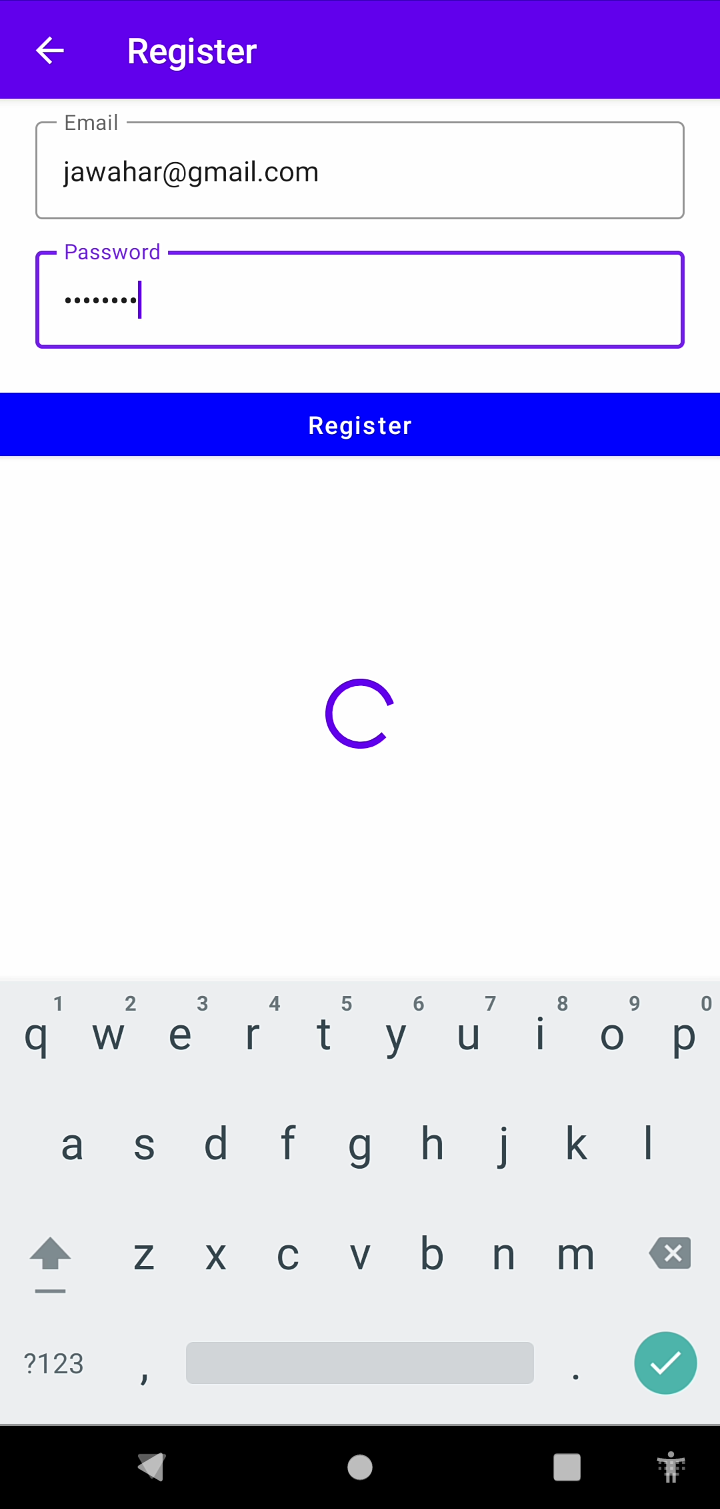 Register
Email
jawahar@gmail.com
Password
••••••••
Register
1 2 3 4 5 6 7 8 9 0
q w e r t y u i o p
a s d f g h j k l
z x c v b n m
?123 , .